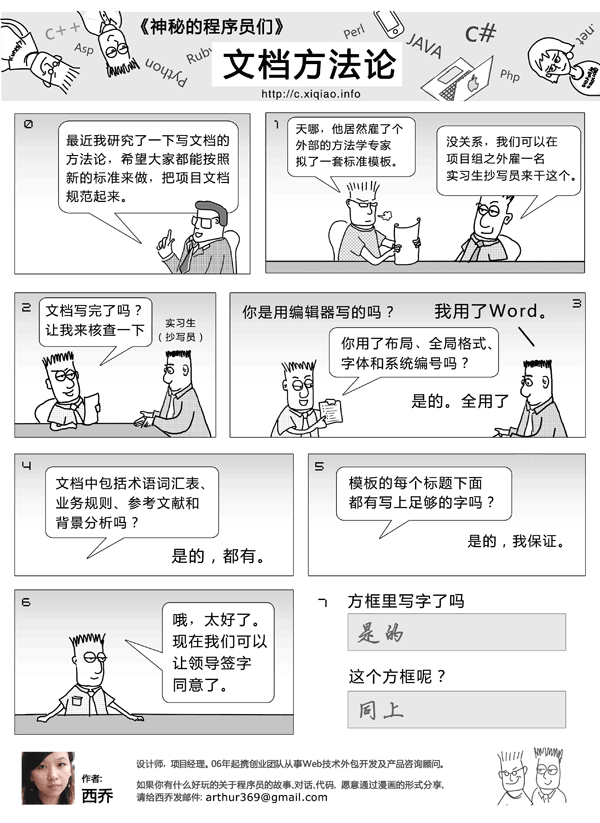 《神秘的程序员们》
C++
Asp
Python
Ruby
Perl
JAVA
C#
Php
.net
文档方法论
http://c.xiqiao.info
0
最近我研究了一下写文档的
方法论，希望大家都能按照
新的标准来做，把项目文档
规范起来。
1
天哪，他居然雇了个
外部的方法学专家
拟了一套标准模板。
没关系，我们可以在
项目组之外雇一名
实习生抄写员来干这个。
2
文档写完了吗？
让我来核查一下
实习生
（抄写员）
3
你是用编辑器写的吗？
我用了Word。
你用了布局、全局格式、
字体和系统编号吗？
是的。全用了
4
文档中包括术语词汇表、
业务规则、参考文献和
背景分析吗？
是的，都有。
5
模板的每个标题下面
都有写上足够的字吗？
是的，我保证。
6
哦，太好了。
现在我们可以
让领导签字
同意了。
7
方框里写字了吗
是的
这个方框呢？
同上
作者:
西乔
设计师，项目经理。06年起携创业团队从事Web技术外包开发及产品咨询顾问。
如果你有什么好玩的关于程序员的故事,对话,代码，愿意通过漫画的形式分享,
请给西乔发邮件: arthur369@gmail.com